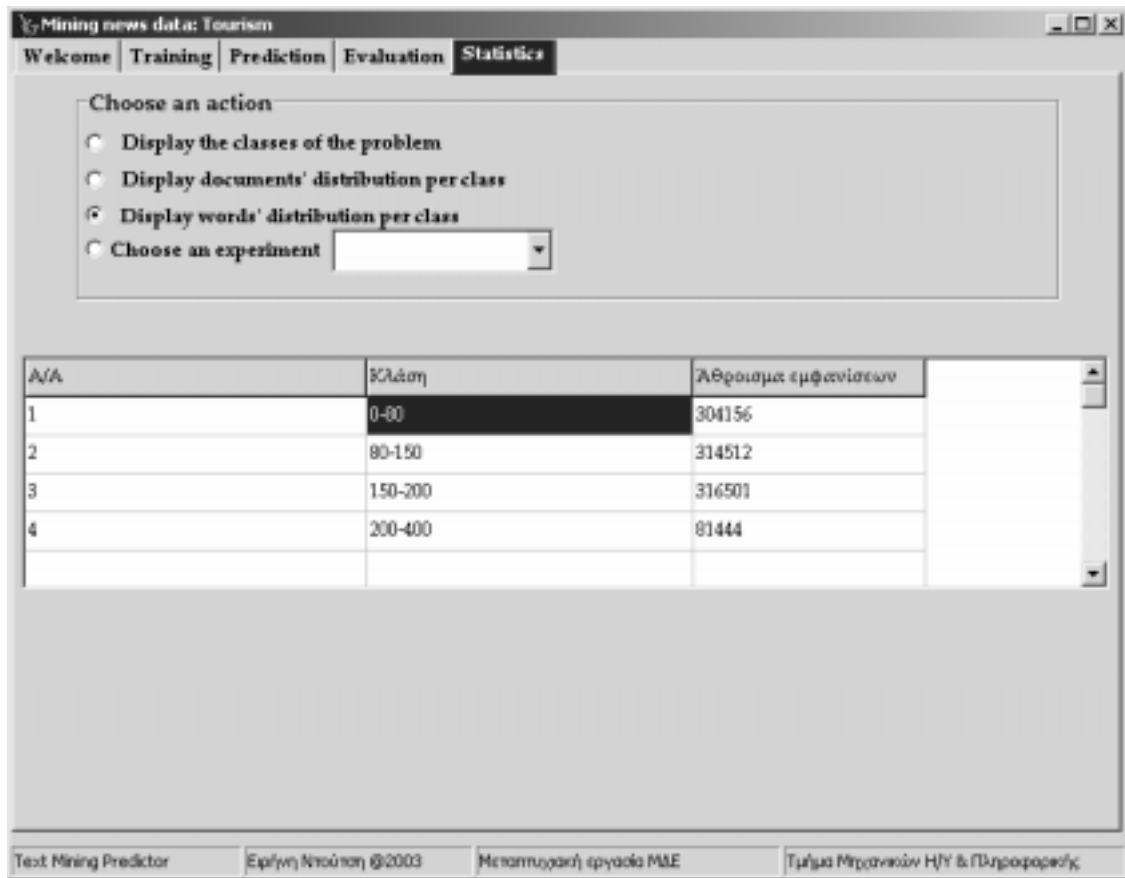 Mining news data: Tourism
Welcome Training Prediction Evaluation Statistics
Choose an action
Display the classes of the problem
Display documents' distribution per class
Display words' distribution per class
Choose an experiment
Α/Α Κλάση Άθροισμα εμφανίσεων
1 0-80 304156
2 80-150 314512
3 150-200 316501
4 200-400 81444
Text Mining Predictor Ειρήνη Ντούτση @2003 Μεταπτυχιακή εργασία ΜΔΕ Τμήμα Μηχανικών Η/Υ & Πληροφορικής